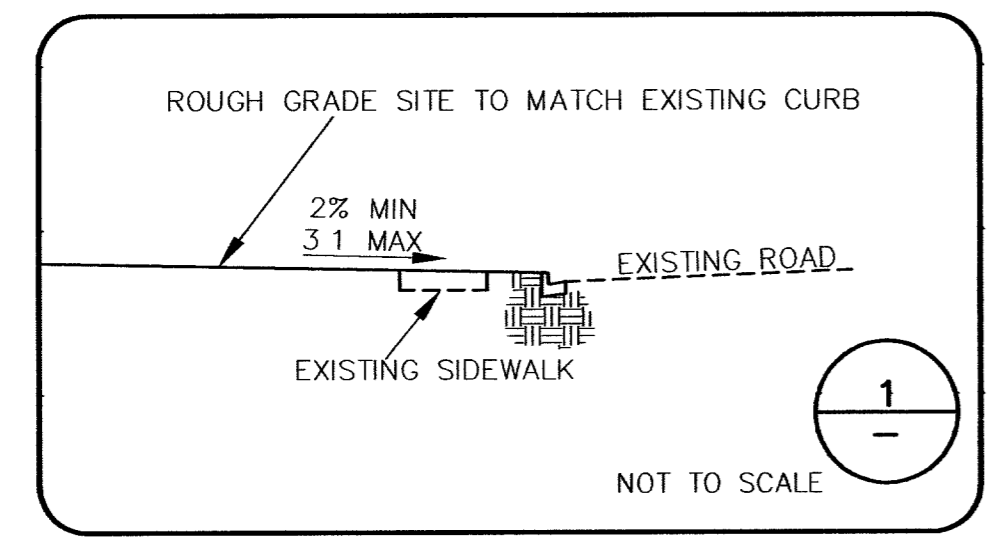 ROUGH GRADE SITE TO MATCH EXISTING CURB
2% MIN
3 1 MAX
EXISTING ROAD
EXISTING SIDEWALK
1
–
NOT TO SCALE